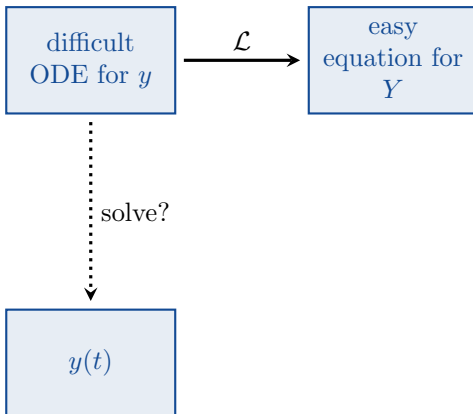 difficult
ODE for y
ℒ
easy
equation for
Y
solve?
y(t)